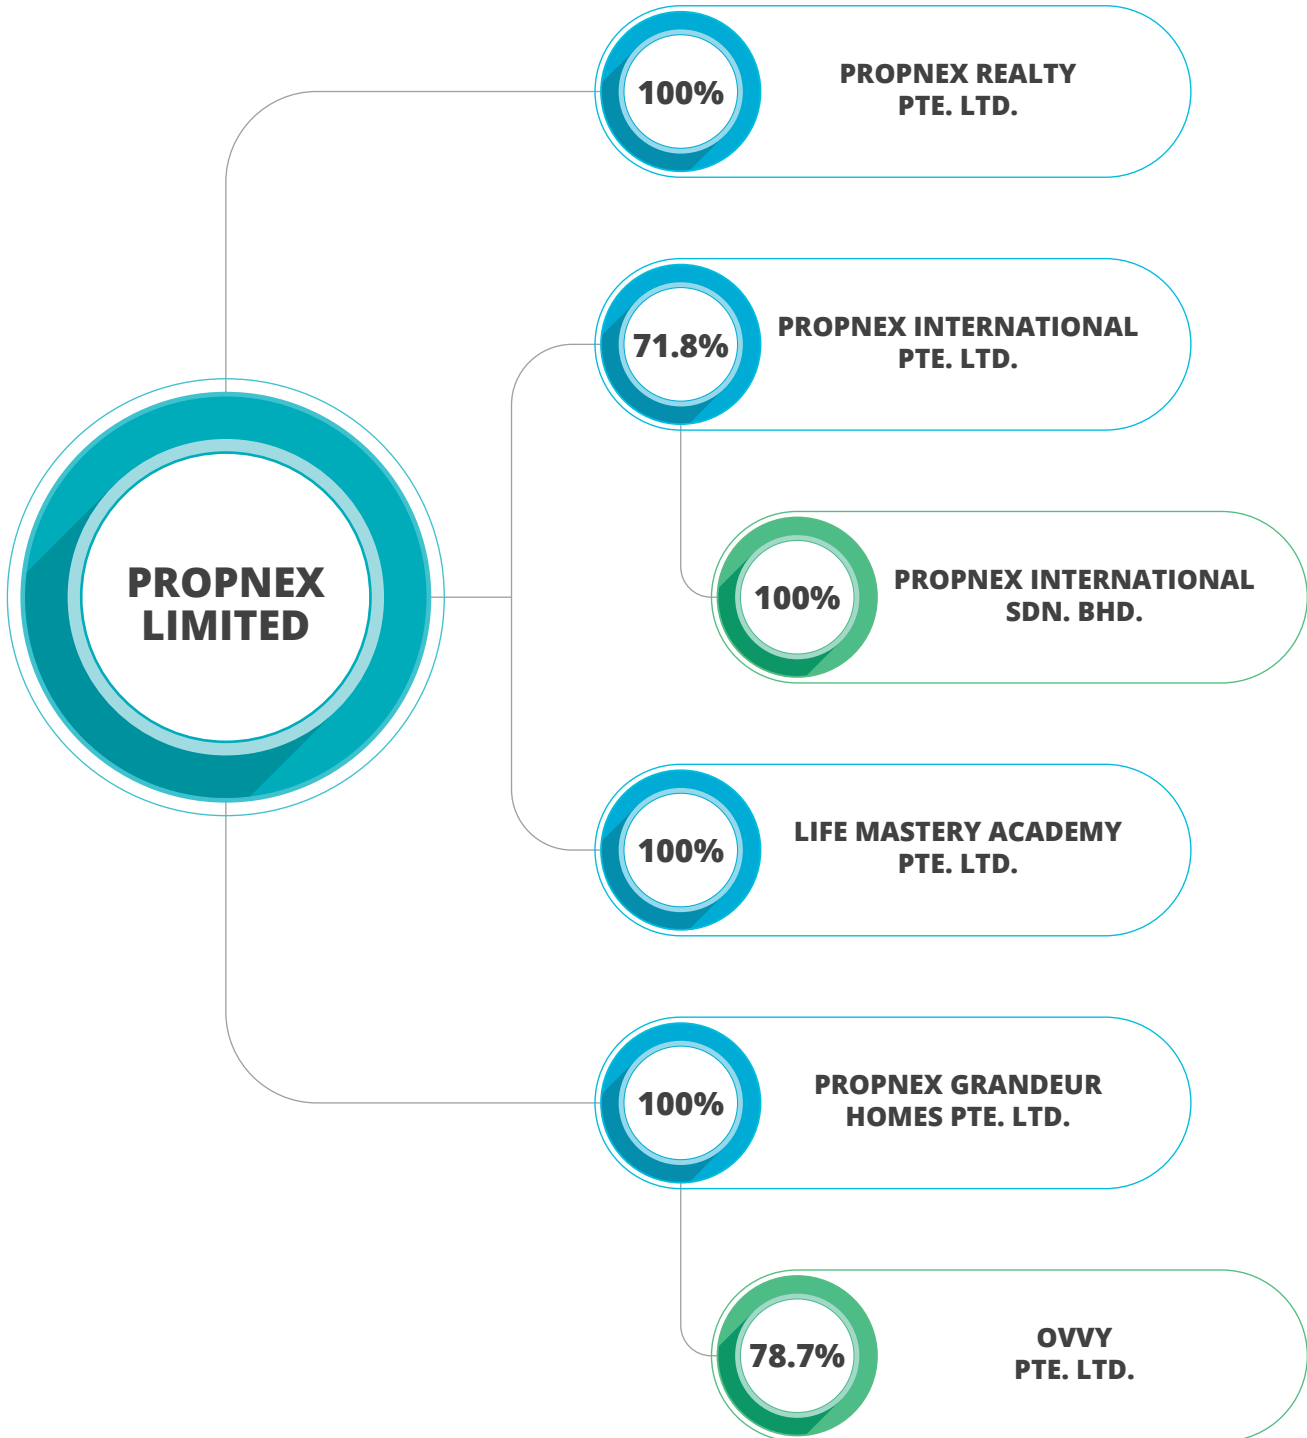 PROPNEX
LIMITED
100%
PROPNEX REALTY
PTE. LTD.
71.8%
PROPNEX INTERNATIONAL
PTE. LTD.
100%
PROPNEX INTERNATIONAL
SDN. BHD.
100%
LIFE MASTERY ACADEMY
PTE. LTD.
100%
PROPNEX GRANDEUR
HOMES PTE. LTD.
78.7%
OVVY
PTE. LTD.